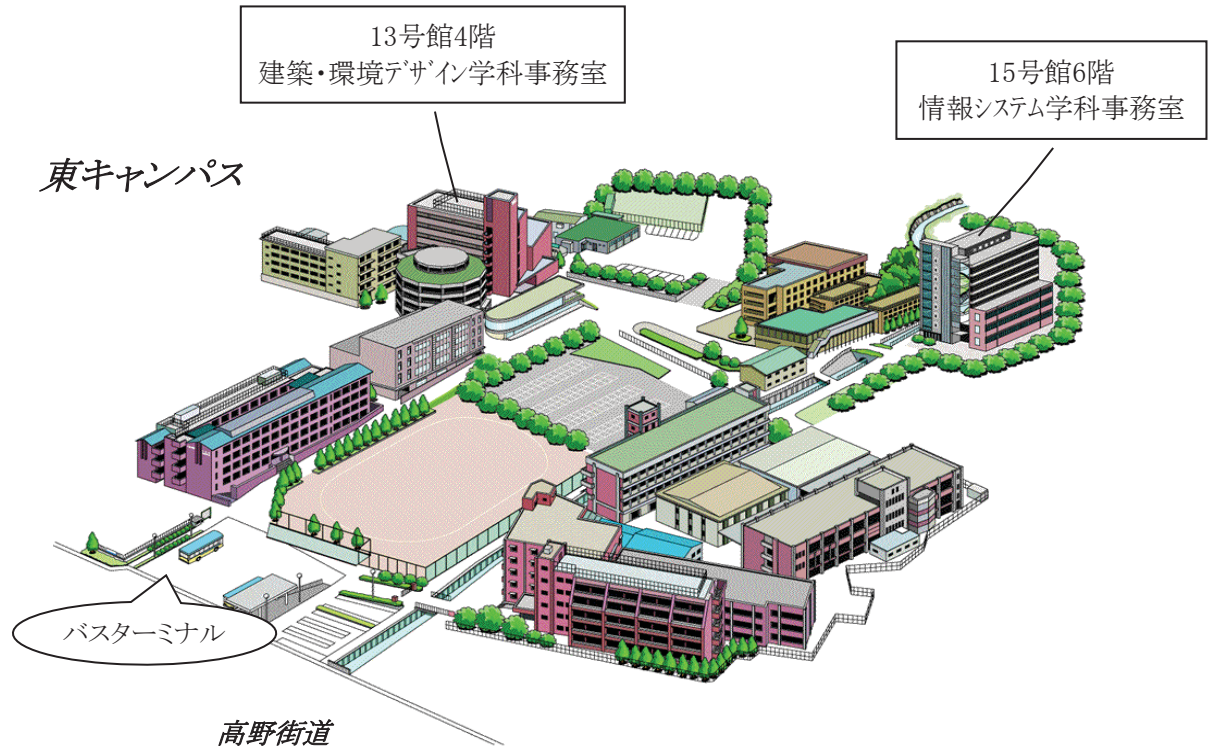 13号館4階
建築・環境ﾃﾞｻﾞｲﾝ学科事務室
15号館6階
情報ｼｽﾃﾑ学科事務室
東キャンパス
バスターミナル
高野街道